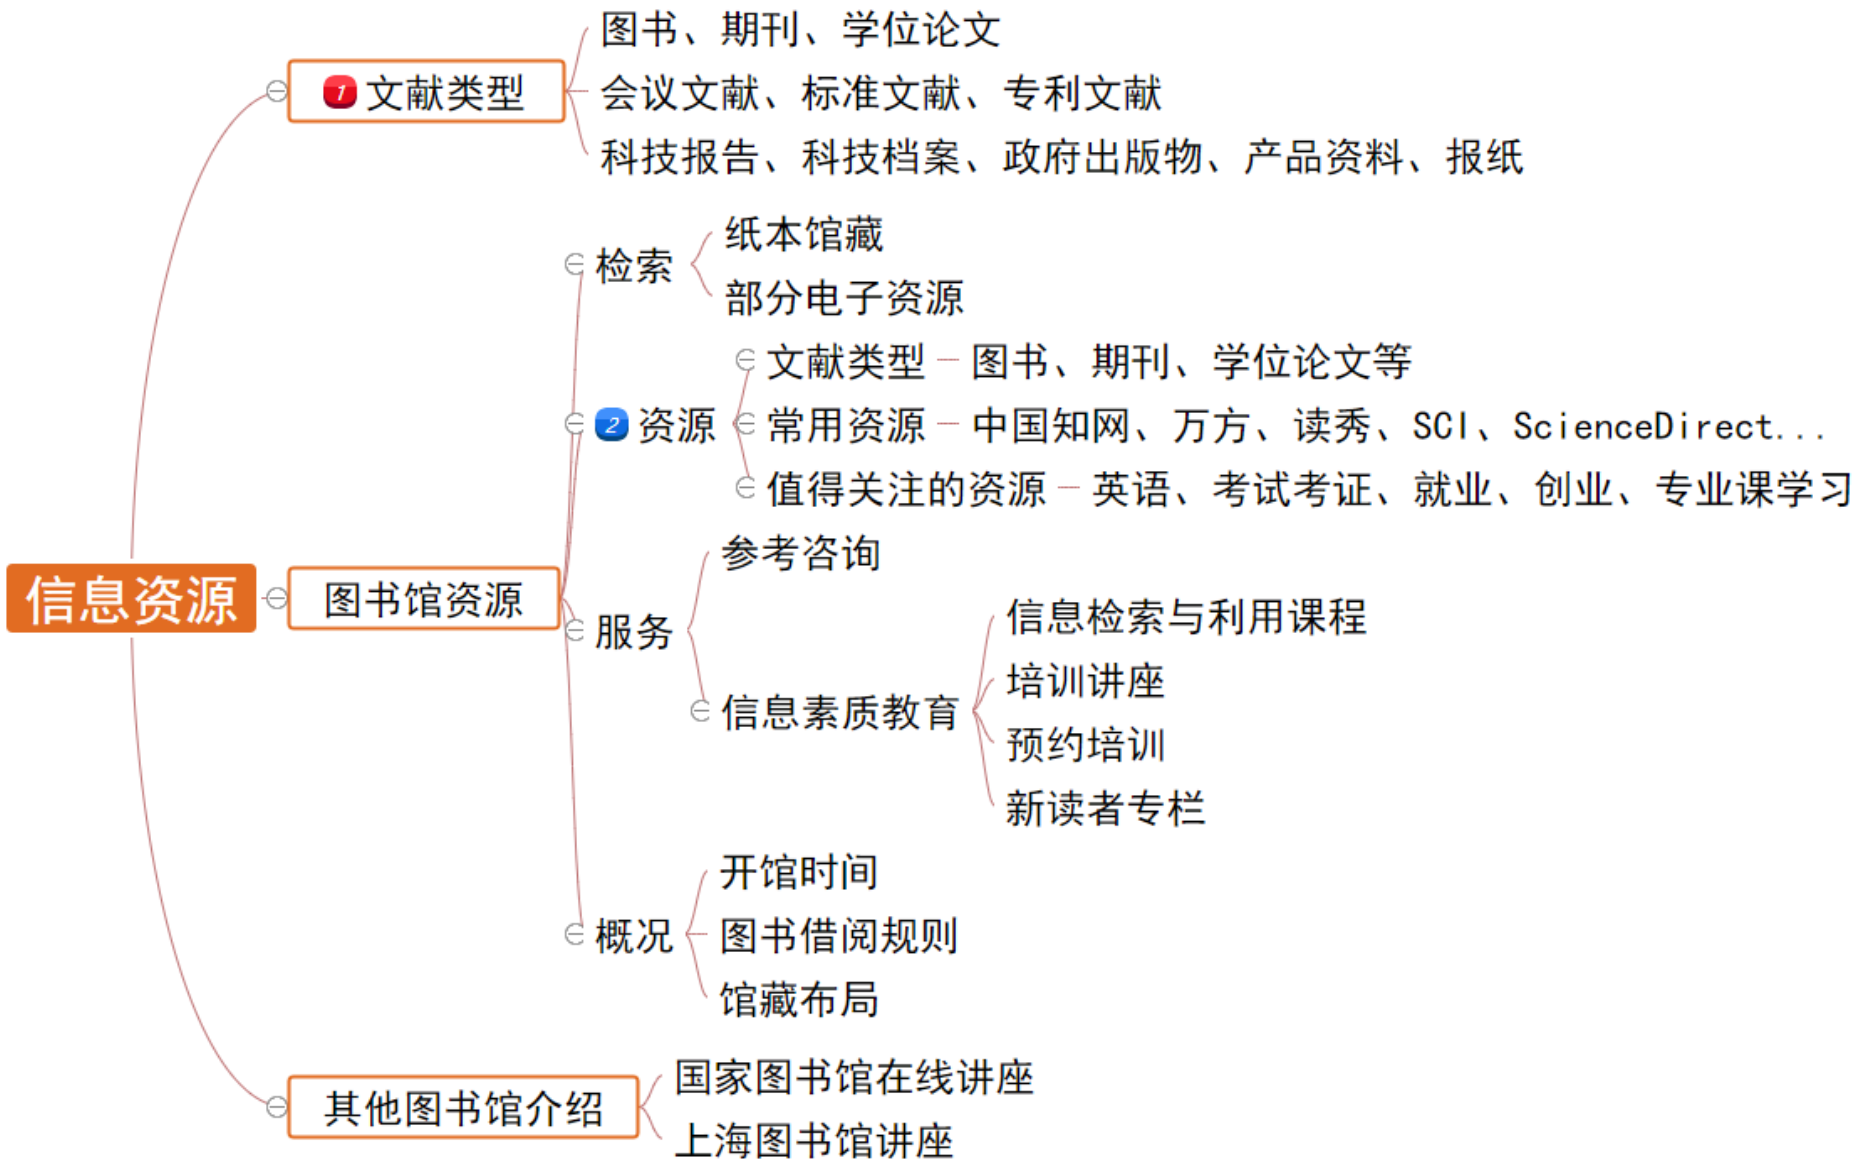 图书、期刊、学位论文
1 文献类型
会议文献、标准文献、专利文献
科技报告、科技档案、政府出版物、产品资料、报纸
纸本馆藏
检索
部分电子资源
文献类型
图书、期刊、学位论文等
2 资源
常用资源
中国知网、万方、读秀、SCI、ScienceDirect...
值得关注的资源
英语、考试考证、就业、创业、专业课学习
信息资源
图书馆资源
参考咨询
服务
信息检索与利用课程
培训讲座
信息素质教育
预约培训
新读者专栏
开馆时间
概况
图书借阅规则
馆藏布局
国家图书馆在线讲座
其他图书馆介绍
上海图书馆讲座